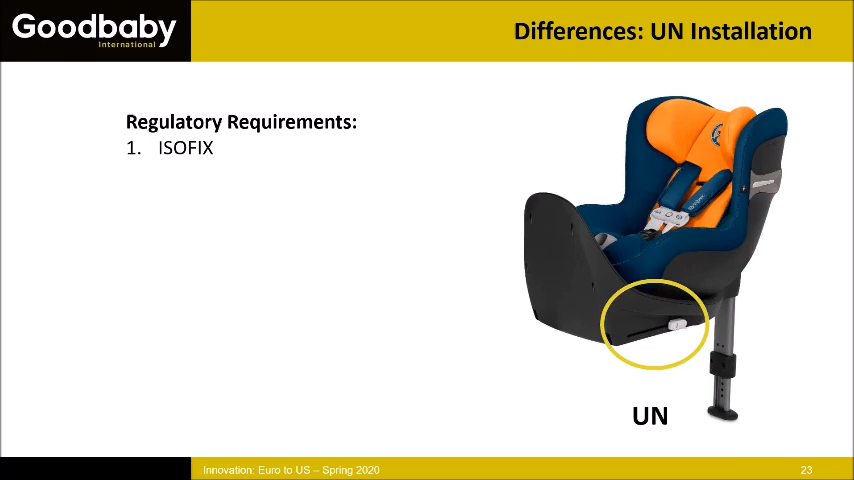 Goodbaby
International
Differences: UN Installation
Regulatory Requirements:
1. ISOFIX
UN
Innovation: Euro to US – Spring 2020
23